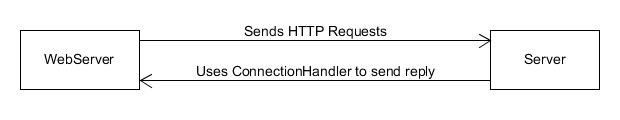 Sends HTTP Requests
WebServer
Server
Uses ConnectionHandler to send reply